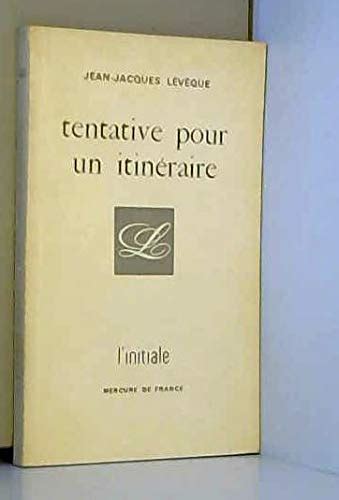 JEAN-JACQUES LÉVÊQUE
tentative pour
un itinéraire
L
l'initiale
MERCURE DE FRANCE